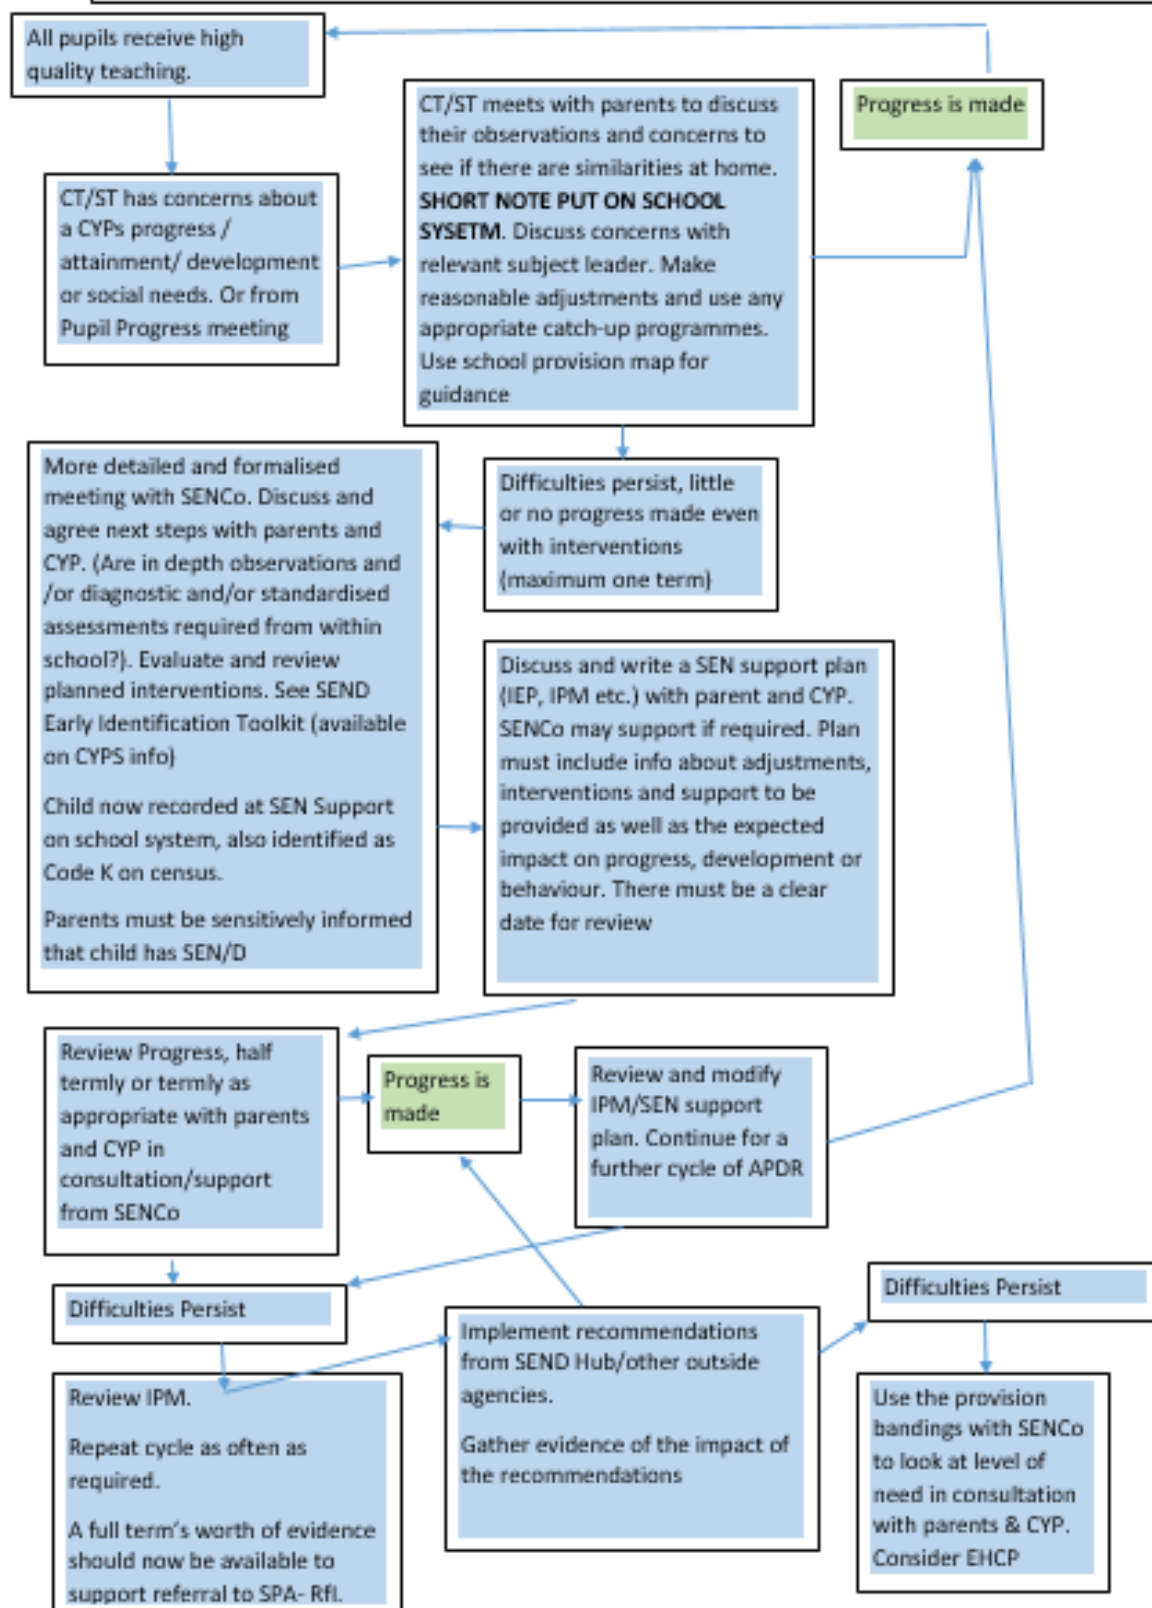 All pupils receive high
quality teaching.
Progress is made
CT/ST has concerns about
a CYPs progress /
attainment/ development
or social needs. Or from
Pupil Progress meeting
CT/ST meets with parents to discuss
their observations and concerns to
see if there are similarities at home.
SHORT NOTE PUT ON SCHOOL
SYSETM. Discuss concerns with
relevant subject leader. Make
reasonable adjustments and use any
appropriate catch-up programmes.
Use school provision map for
guidance
Difficulties persist, little
or no progress made even
with interventions
(maximum one term)
More detailed and formalised
meeting with SENCo. Discuss and
agree next steps with parents and
CYP. (Are in depth observations and
/or diagnostic and/or standardised
assessments required from within
school?). Evaluate and review
planned interventions. See SEND
Early Identification Toolkit (available
on CYPS info)
Child now recorded at SEN Support
on school system, also identified as
Code K on census.
Parents must be sensitively informed
that child has SEN/D
Discuss and write a SEN support plan
(IEP, IPM etc.) with parent and CYP.
SENCo may support if required. Plan
must include info about adjustments,
interventions and support to be
provided as well as the expected
impact on progress, development or
behaviour. There must be a clear
date for review
Review Progress, half
termly or termly as
appropriate with parents
and CYP in
consultation/support
from SENCo
Progress is
made
Review and modify
IPM/SEN support
plan. Continue for a
further cycle of APDR
Difficulties Persist
Review IPM.
Repeat cycle as often as
required.
A full term's worth of evidence
should now be available to
support referral to SPA- RfI.
Implement recommendations
from SEND Hub/other outside
agencies.
Gather evidence of the impact of
the recommendations
Difficulties Persist
Use the provision
bandings with SENCo
to look at level of
need in consultation
with parents & CYP.
Consider EHCP